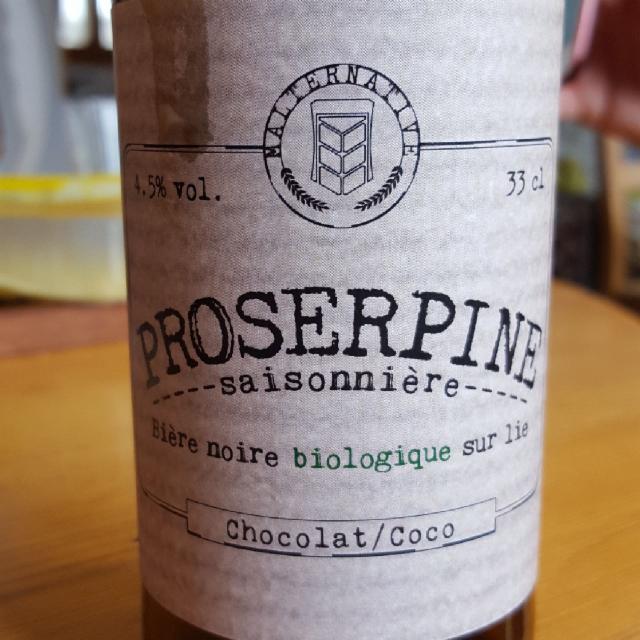 MALTERNATIVE
4.5% vol.
33 cl
PROSERPINE
-----saisonnière-----
Bière noire biologique sur lie
Chocolat/Coco